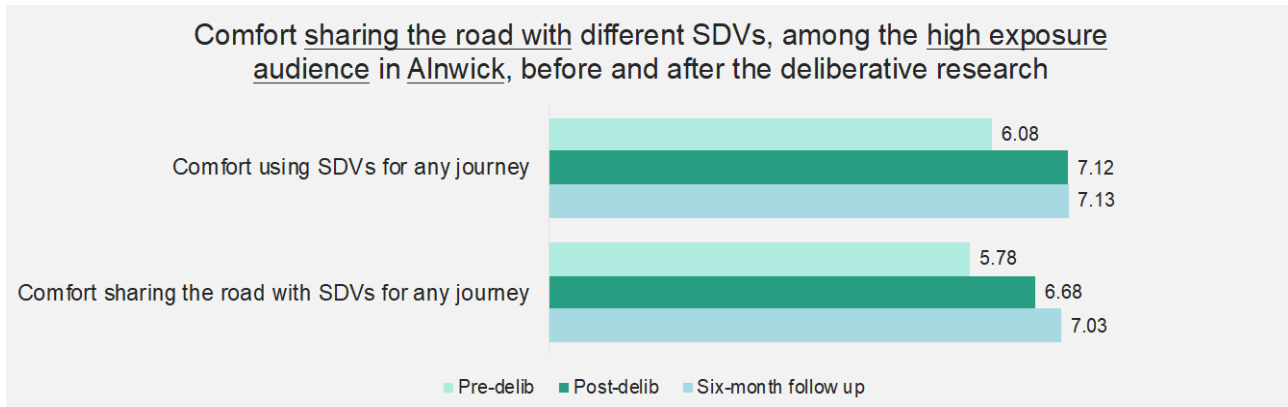 Comfort sharing the road with different SDVs, among the high exposure
audience in Alnwick, before and after the deliberative research
Comfort using SDVs for any journey
6.08
7.12
7.13
Comfort sharing the road with SDVs for any journey
5.78
6.68
7.03
Pre-delib Post-delib Six-month follow up